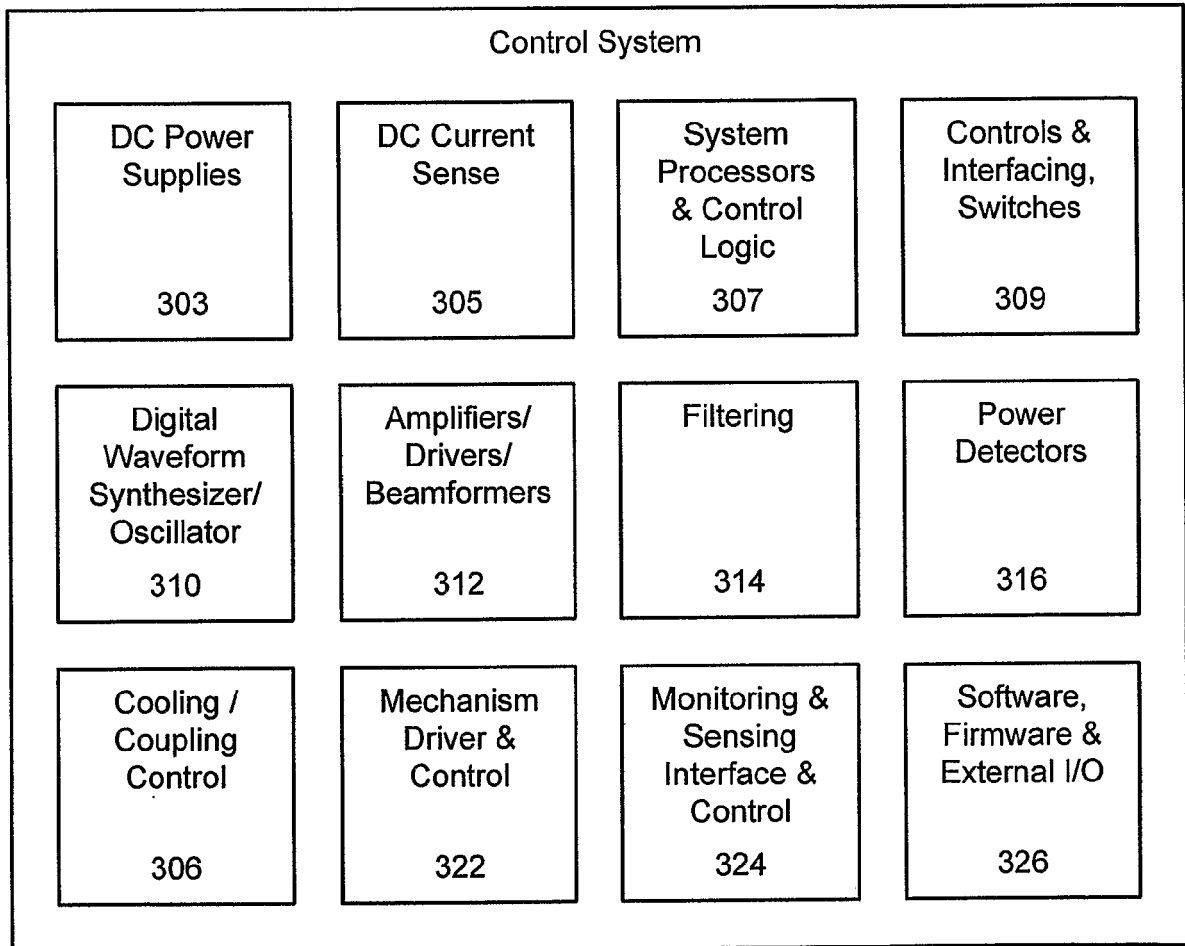 Control System
DC Power
Supplies
303
DC Current
Sense
305
System
Processors
& Control
Logic
307
Controls &
Interfacing,
Switches
309
Digital
Waveform
Synthesizer/
Oscillator
310
Amplifiers/
Drivers/
Beamformers
312
Filtering
314
Power
Detectors
316
Cooling /
Coupling
Control
306
Mechanism
Driver &
Control
322
Monitoring &
Sensing
Interface &
Control
324
Software,
Firmware &
External I/O
326